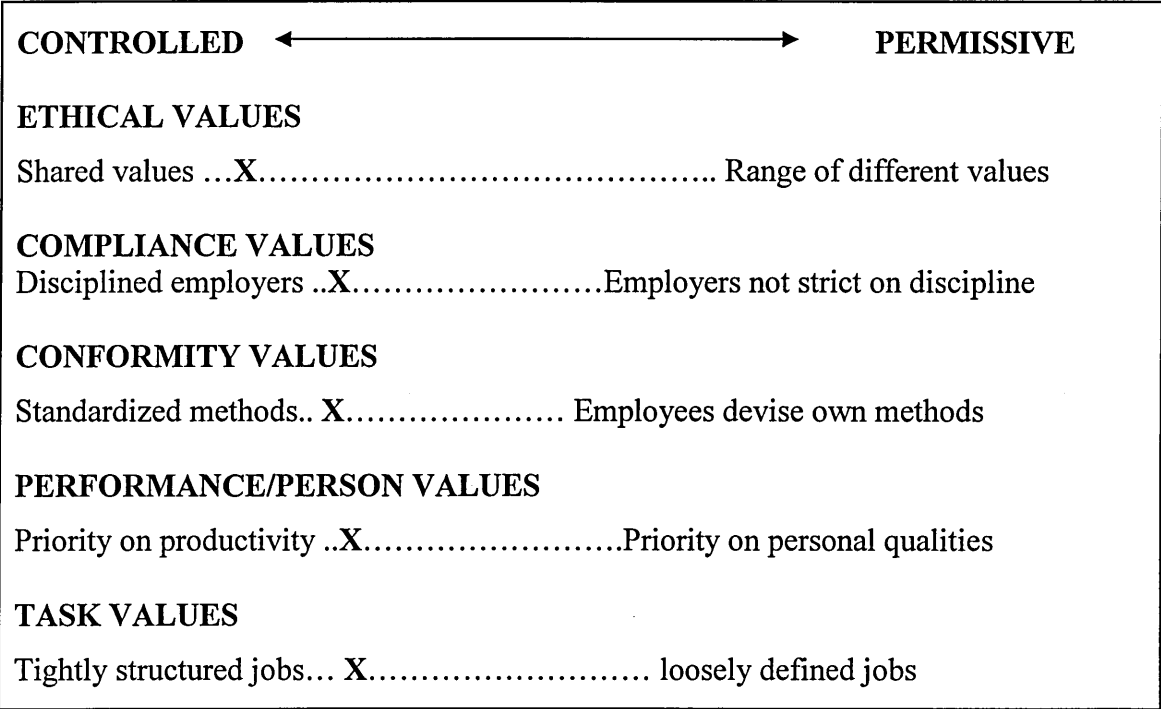 CONTROLLED ↔ PERMISSIVE
ETHICAL VALUES
Shared values …X………………………………………….. Range of different values
COMPLIANCE VALUES
Disciplined employers ..X……………………..Employers not strict on discipline
CONFORMITY VALUES
Standardized methods.. X………………… Employees devise own methods
PERFORMANCE/PERSON VALUES
Priority on productivity ..X……………………..Priority on personal qualities
TASK VALUES
Tightly structured jobs… X……………………… loosely defined jobs